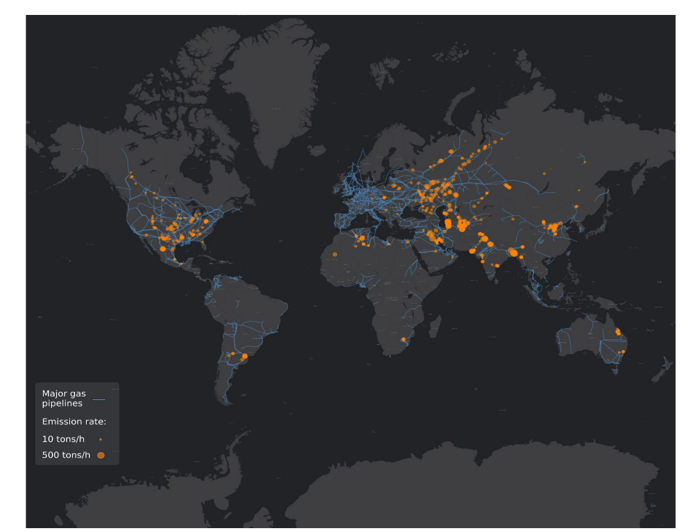 Major gas
pipelines
Emission rate:
10 tons/h
500 tons/h